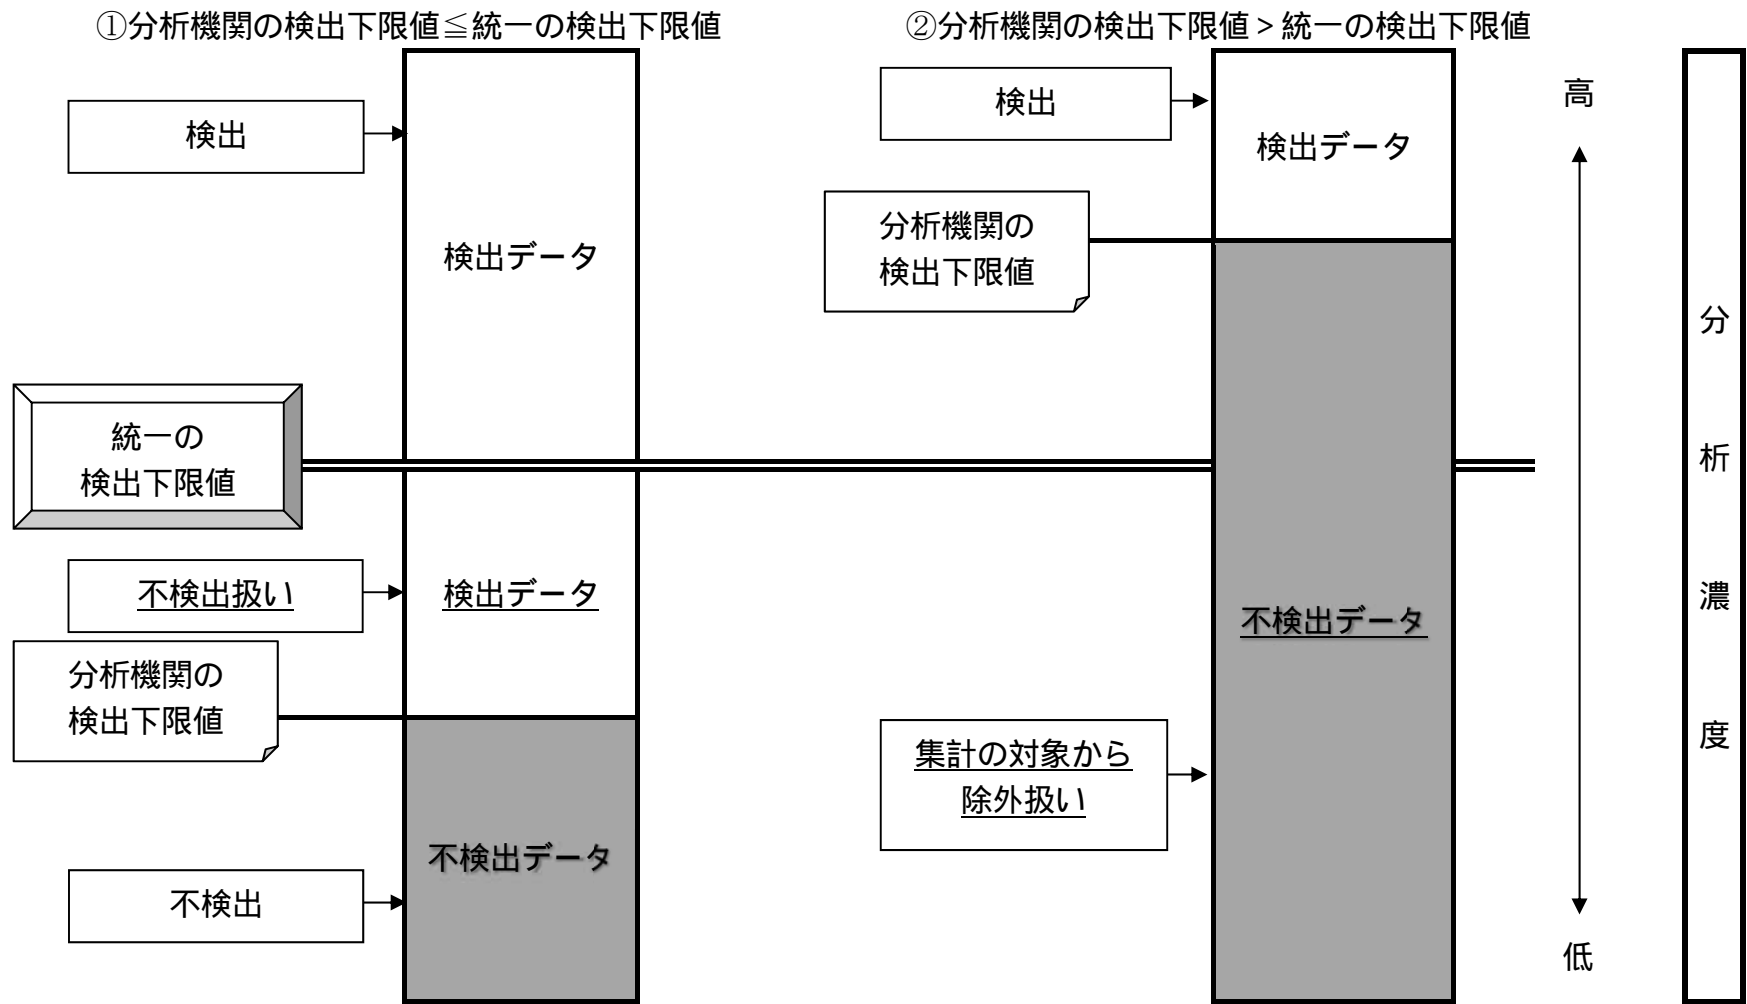 ①分析機関の検出下限値≦統一の検出下限値
検出
検出データ
統一の
検出下限値
不検出扱い
検出データ
分析機関の
検出下限値
不検出データ
不検出
②分析機関の検出下限値>統一の検出下限値
検出
検出データ
分析機関の
検出下限値
不検出データ
集計の対象から
除外扱い
高
低
分
析
濃
度